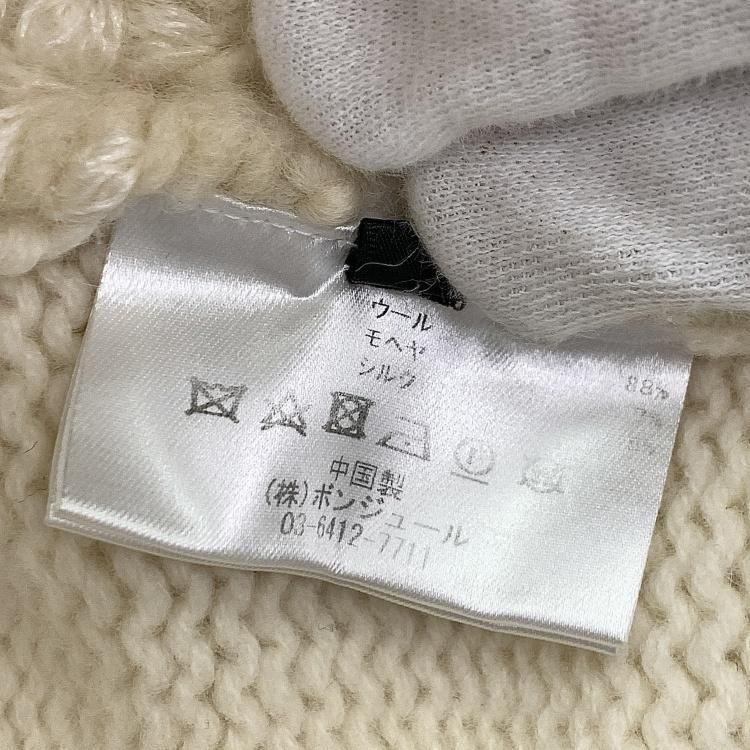 ウール 88%
モヘヤ
シルク
中国製
(株)ボンジュール
03-6412-7711